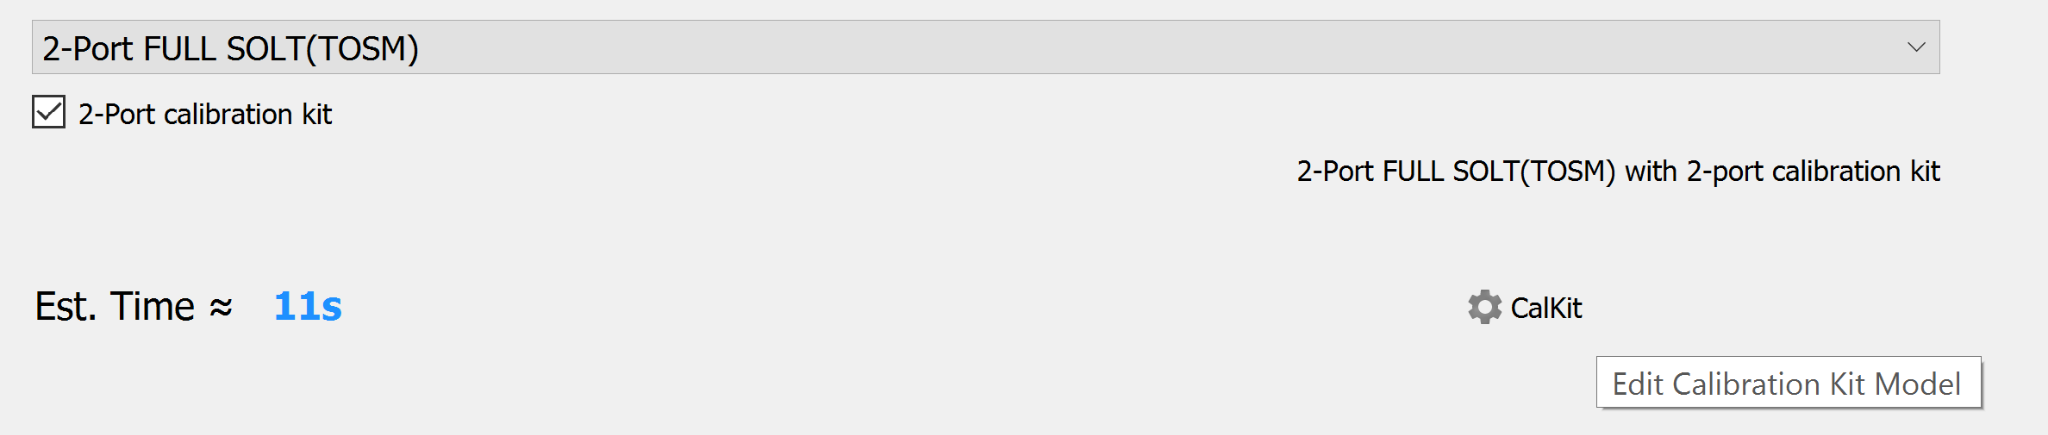 2-Port FULL SOLT(TOSM)
2-Port calibration kit
2-Port FULL SOLT(TOSM) with 2-port calibration kit
Est. Time ≈ 11s
CalKit
Edit Calibration Kit Model